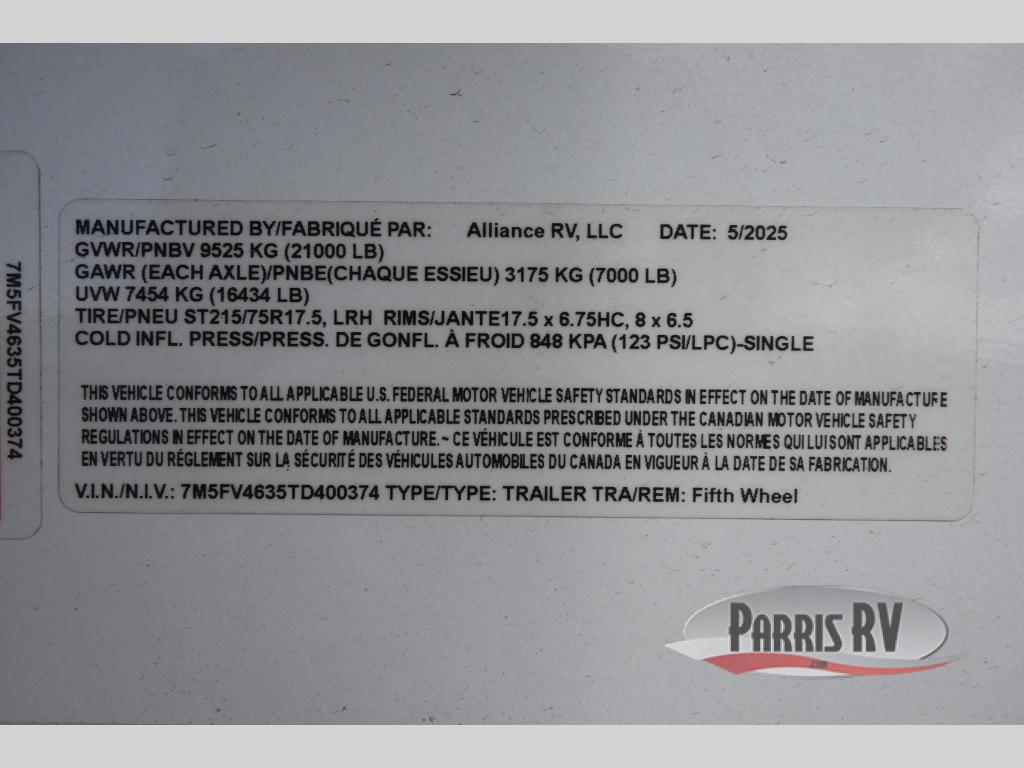 MANUFACTURED BY/FABRIQUÉ PAR: Alliance RV, LLC DATE: 5/2025
GVWR/PNBV 9525 KG (21000 LB)
GAWR (EACH AXLE)/PNBE(CHAQUE ESSIEU) 3175 KG (7000 LB)
UVW 7454 KG (16434 LB)
TIRE/PNEU ST215/75R17.5, LRH RIMS/JANTE17.5 x 6.75HC, 8 x 6.5
COLD INFL. PRESS/PRESS. DE GONFL. À FROID 848 KPA (123 PSI/LPC)-SINGLE
THIS VEHICLE CONFORMS TO ALL APPLICABLE U.S. FEDERAL MOTOR VEHICLE SAFETY STANDARDS IN EFFECT ON THE DATE OF MANUFACTURE
SHOWN ABOVE. THIS VEHICLE CONFORMS TO ALL APPLICABLE STANDARDS PRESCRIBED UNDER THE CANADIAN MOTOR VEHICLE SAFETY
REGULATIONS IN EFFECT ON THE DATE OF MANUFACTURE. ~ CE VÉHICULE EST CONFORME À TOUTES LES NORMES QUI LUI SONT APPLICABLES
EN VERTU DU RÉGLEMENT SUR LA SÉCURITÉ DES VÉHICULES AUTOMOBILES DU CANADA EN VIGUEUR À LA DATE DE SA FABRICATION.
V.I.N./N.I.V.: 7M5FV4635TD400374 TYPE/TYPE: TRAILER TRA/REM: Fifth Wheel
7M5FV4635TD400374
PARRIS RV
.com